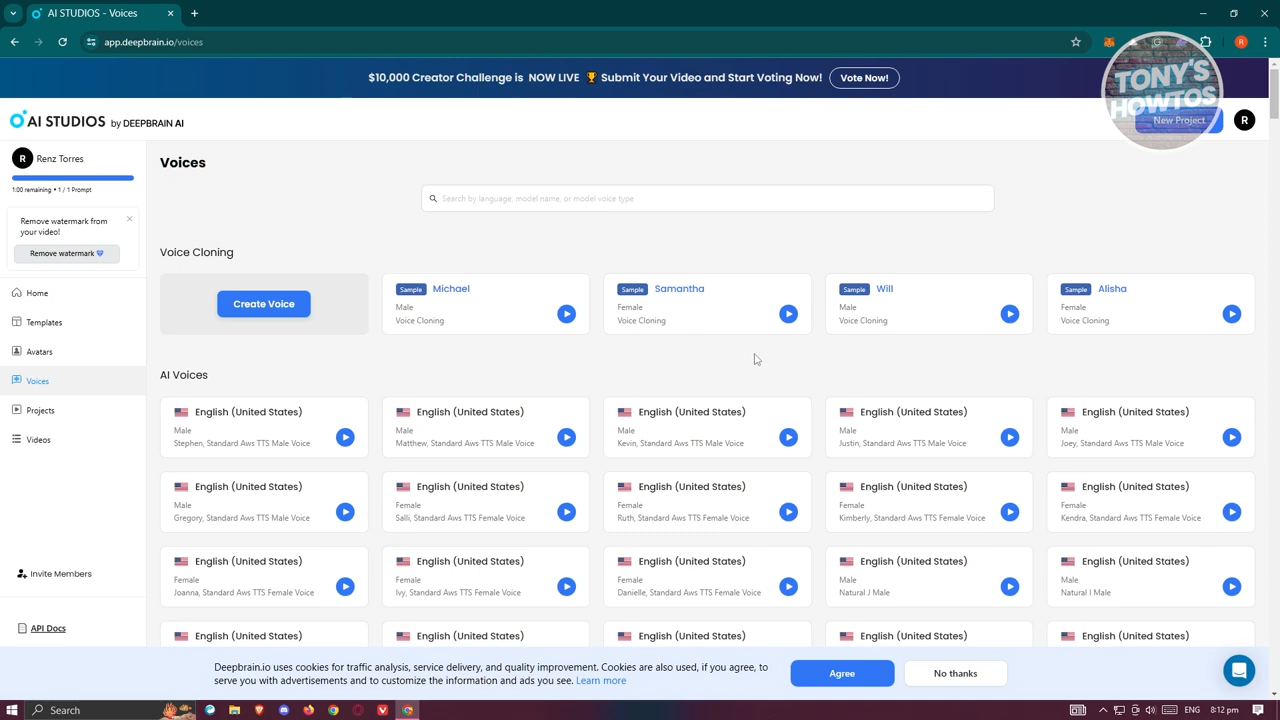 AI STUDIOS - Voices
app.deepbrain.io/voices
$10,000 Creator Challenge is NOW LIVE 🏆 Submit Your Video and Start Voting Now!
Vote Now!
TONY'S
HOWTOS
AI STUDIOS by DEEPBRAIN AI
New Project
R
R
R Renz Torres
1:00 remaining • 1 / 1 Prompt
Remove watermark from
your video!
Remove watermark
Home
Templates
Avatars
Voices
Projects
Videos
Invite Members
API Docs
Voices
Search by language, model name, or model voice type
Voice Cloning
Create Voice
Sample Michael
Male
Voice Cloning
Sample Samantha
Female
Voice Cloning
Sample Will
Male
Voice Cloning
Sample Alisha
Female
Voice Cloning
AI Voices
English (United States)
Male
Stephen, Standard Aws TTS Male Voice
English (United States)
Male
Matthew, Standard Aws TTS Male Voice
English (United States)
Male
Kevin, Standard Aws TTS Male Voice
English (United States)
Male
Justin, Standard Aws TTS Male Voice
English (United States)
Male
Joey, Standard Aws TTS Male Voice
English (United States)
Male
Gregory, Standard Aws TTS Male Voice
English (United States)
Female
Salli, Standard Aws TTS Female Voice
English (United States)
Female
Ruth, Standard Aws TTS Female Voice
English (United States)
Female
Kimberly, Standard Aws TTS Female Voice
English (United States)
Female
Kendra, Standard Aws TTS Female Voice
English (United States)
Female
Joanna, Standard Aws TTS Female Voice
English (United States)
Female
Ivy, Standard Aws TTS Female Voice
English (United States)
Female
Danielle, Standard Aws TTS Female Voice
English (United States)
Male
Natural J Male
English (United States)
Male
Natural I Male
English (United States)
English (United States)
English (United States)
English (United States)
English (United States)
Deepbrain.io uses cookies for traffic analysis, service delivery, and quality improvement. Cookies are also used, if you agree, to
serve you with advertisements and to customize the information and ads you see. Learn more
Agree
No thanks
Search
ENG
8:12 pm